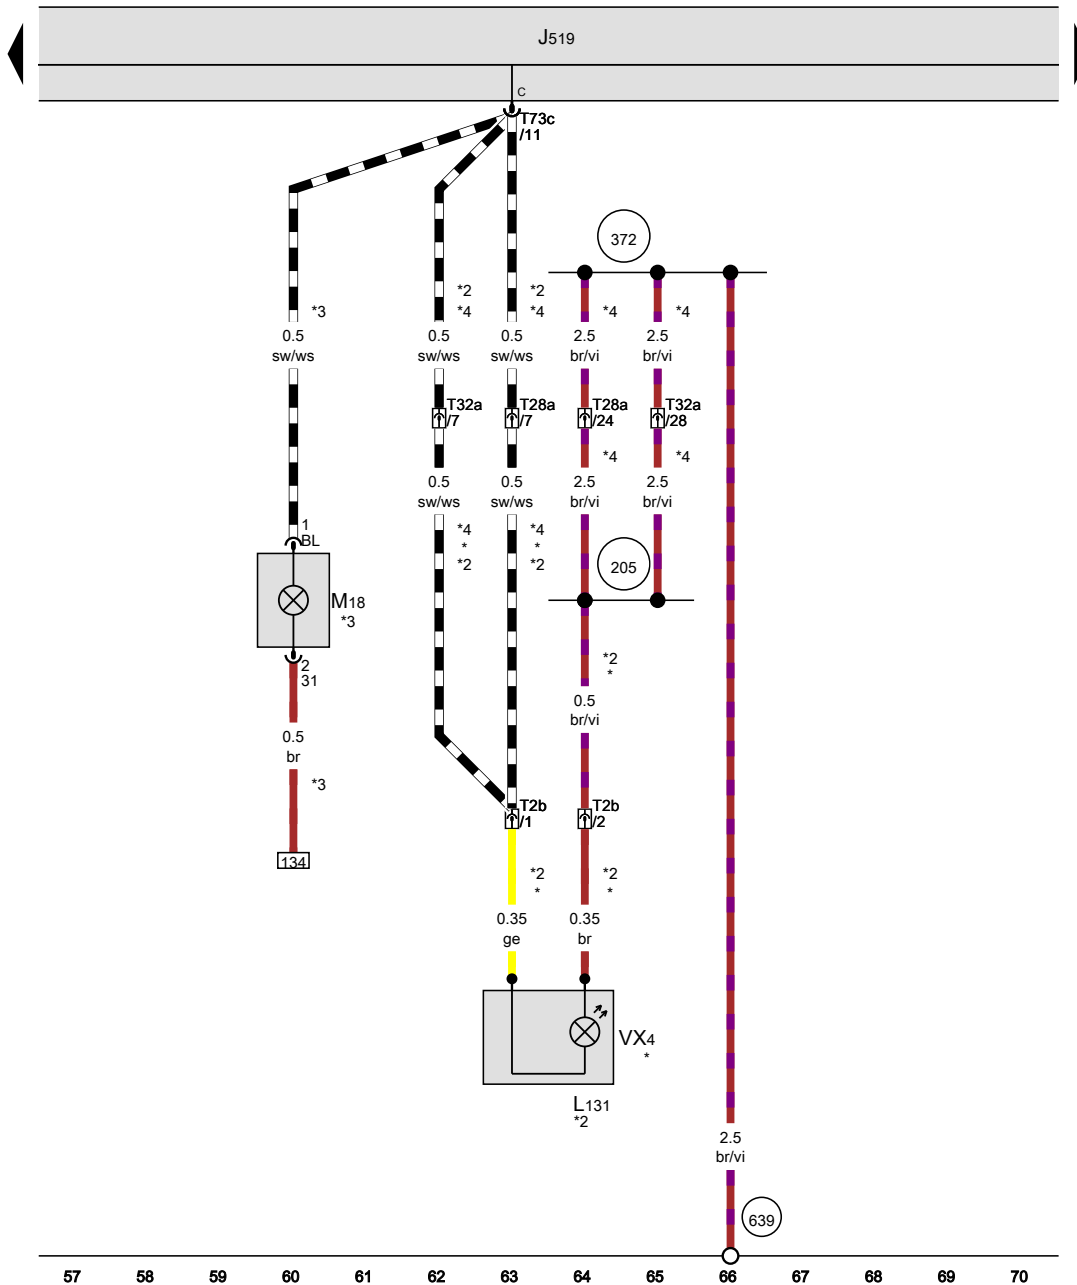 J519
C
T73c
/11
372
*3
*2
*4
*2
*4
*4
*4
0.5
sw/ws
0.5
sw/ws
0.5
sw/ws
2.5
br/vi
2.5
br/vi
T32a
/7
T28a
/7
T28a
/24
T32a
/28
*4
*4
0.5
sw/ws
0.5
sw/ws
2.5
br/vi
2.5
br/vi
1
BL
*4
*
*2
*4
*
*2
205
M18
*3
2
31
*2
*
0.5
br/vi
0.5
br
*3
T2b
/1
T2b
/2
134
*2
*
*2
*
0.35
ge
0.35
br
VX4
*
L131
*2
2.5
br/vi
639
57 58 59 60 61 62 63 64 65 66 67 68 69 70